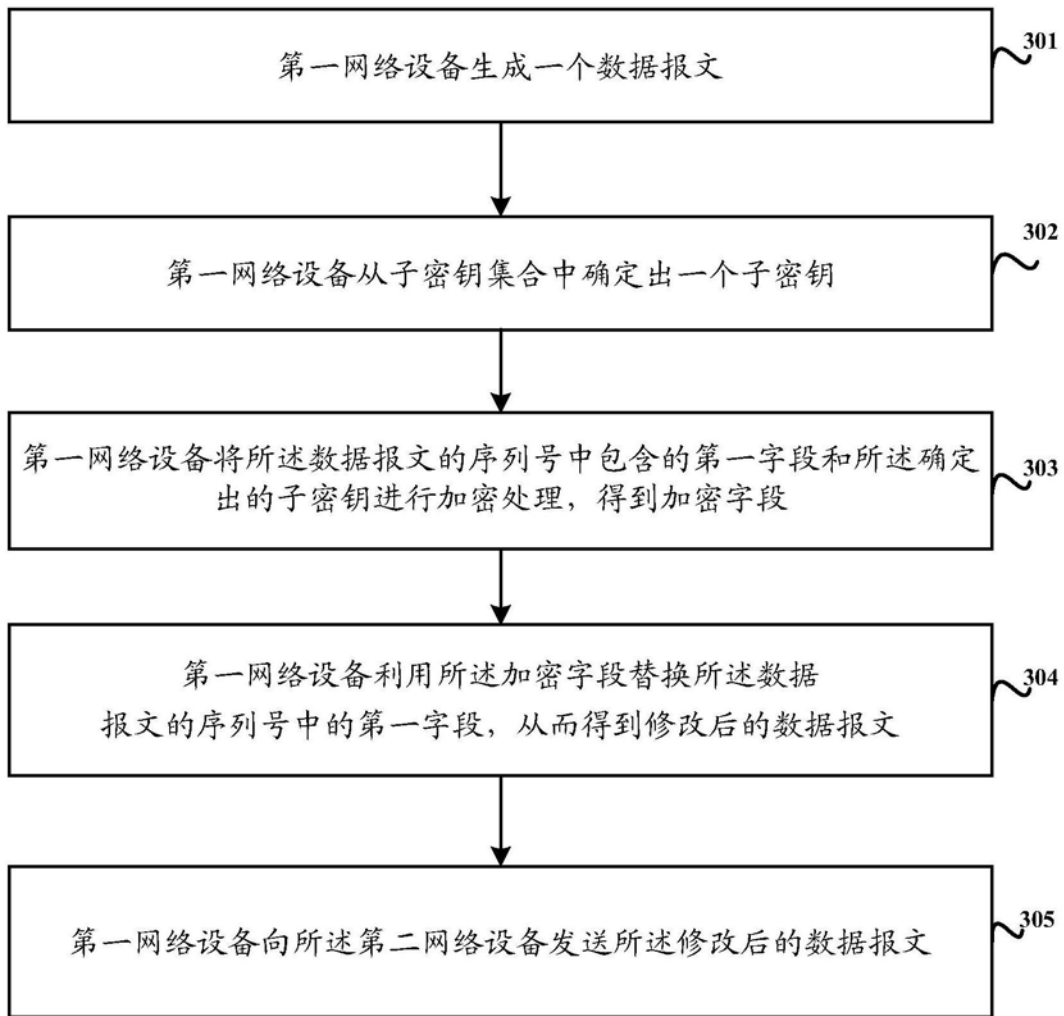 第一网络设备生成一个数据报文
301
第一网络设备从子密钥集合中确定出一个子密钥
302
第一网络设备将所述数据报文的序列号中包含的第一字段和所述确定
出的子密钥进行加密处理，得到加密字段
303
第一网络设备利用所述加密字段替换所述数据
报文的序列号中的第一字段，从而得到修改后的数据报文
304
第一网络设备向所述第二网络设备发送所述修改后的数据报文
305